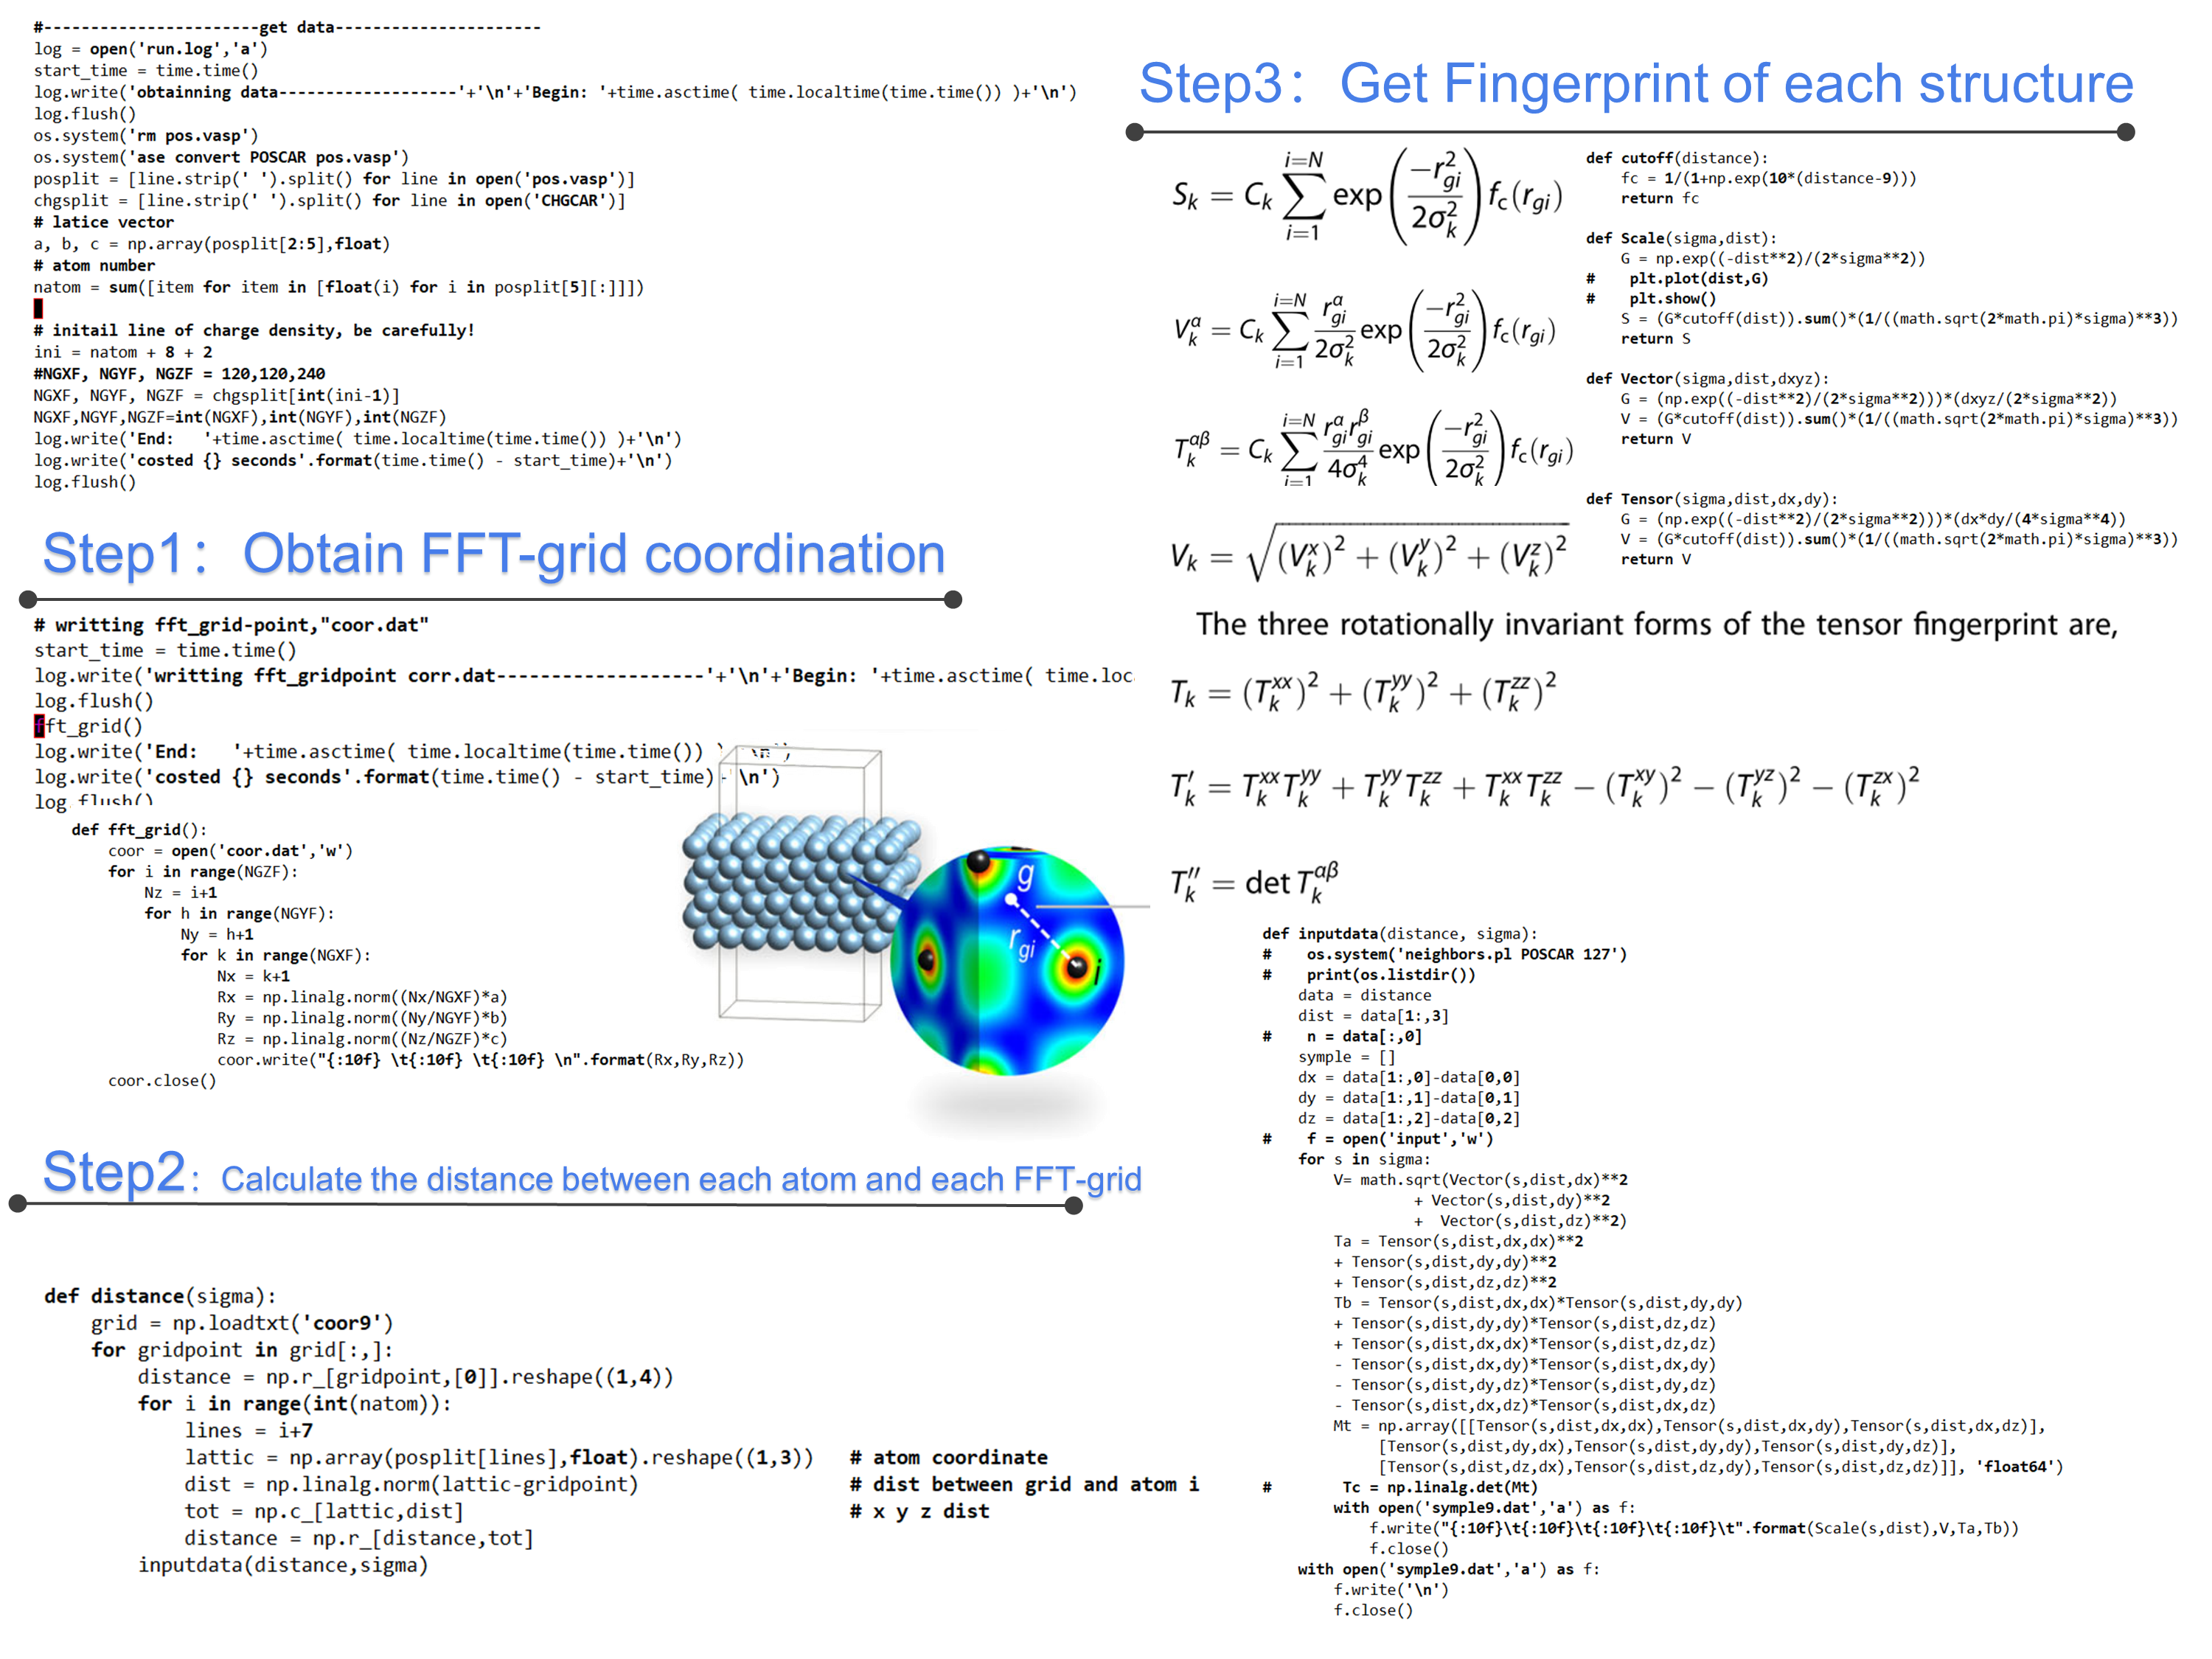 #-----------------------get data----------------------
log = open('run.log','a')
start_time = time.time()
log.write('obtainning data-------------------'+'\n'+'Begin: '+time.asctime( time.localtime(time.time()) )+'\n')
log.flush()
os.system('rm pos.vasp')
os.system('ase convert POSCAR pos.vasp')
posplit = [line.strip(' ').split() for line in open('pos.vasp')]
chgsplit = [line.strip(' ').split() for line in open('CHGCAR')]
# latice vector
a, b, c = np.array(posplit[2:5],float)
# atom number
natom = sum([item for item in [float(i) for i in posplit[5][:]]])
# initail line of charge density, be carefully!
ini = natom + 8 + 2
#NGXF, NGYF, NGZF = 120,120,240
NGXF, NGYF, NGZF = chgsplit[int(ini-1)]
NGXF,NGYF,NGZF=int(NGXF),int(NGYF),int(NGZF)
log.write('End:   '+time.asctime( time.localtime(time.time()) )+'\n')
log.write('costed {} seconds'.format(time.time() - start_time)+'\n')
log.flush()
Step1：Obtain FFT-grid coordination
# writting fft_grid-point,"coor.dat"
start_time = time.time()
log.write('writting fft_gridpoint corr.dat-------------------'+'\n'+'Begin: '+time.asctime( time.loc
log.flush()
fft_grid()
log.write('End:   '+time.asctime( time.localtime(time.time()) )  '\n')
log.write('costed {} seconds'.format(time.time() - start_time)+'\n')
log flush()
def fft_grid():
    coor = open('coor.dat','w')
    for i in range(NGZF):
        Nz = i+1
        for h in range(NGYF):
            Ny = h+1
            for k in range(NGXF):
                Nx = k+1
                Rx = np.linalg.norm((Nx/NGXF)*a)
                Ry = np.linalg.norm((Ny/NGYF)*b)
                Rz = np.linalg.norm((Nz/NGZF)*c)
                coor.write("{:10f} \t{:10f} \t{:10f} \n".format(Rx,Ry,Rz))
    coor.close()
g
r_{gi}
i
Step2：Calculate the distance between each atom and each FFT-grid
def distance(sigma):
    grid = np.loadtxt('coor9')
    for gridpoint in grid[:,]:
        distance = np.r_[gridpoint,[0]].reshape((1,4))
        for i in range(int(natom)):
            lines = i+7
            lattic = np.array(posplit[lines],float).reshape((1,3))   # atom coordinate
            dist = np.linalg.norm(lattic-gridpoint)                  # dist between grid and atom i
            tot = np.c_[lattic,dist]                                 # x y z dist
            distance = np.r_[distance,tot]
        inputdata(distance,sigma)
Step3：Get Fingerprint of each structure
S_k = C_k \sum_{i=1}^{i=N} exp(\frac{-r_{gi}^2}{2σ_k^2}) f_c(r_{gi})
V_k^α = C_k \sum_{i=1}^{i=N} \frac{r_{gi}^α}{2σ_k^2} exp(\frac{-r_{gi}^2}{2σ_k^2}) f_c(r_{gi})
T_k^{αβ} = C_k \sum_{i=1}^{i=N} \frac{r_{gi}^α r_{gi}^β}{4σ_k^4} exp(\frac{-r_{gi}^2}{2σ_k^2}) f_c(r_{gi})
V_k = \sqrt{(V_k^x)^2 + (V_k^y)^2 + (V_k^z)^2}
def cutoff(distance):
    fc = 1/(1+np.exp(10*(distance-9)))
    return fc
def Scale(sigma,dist):
    G = np.exp((-dist**2)/(2*sigma**2))
#    plt.plot(dist,G)
#    plt.show()
    S = (G*cutoff(dist)).sum()*(1/((math.sqrt(2*math.pi)*sigma)**3))
    return S
def Vector(sigma,dist,dxyz):
    G = (np.exp((-dist**2)/(2*sigma**2)))*(dxyz/(2*sigma**2))
    V = (G*cutoff(dist)).sum()*(1/((math.sqrt(2*math.pi)*sigma)**3))
    return V
def Tensor(sigma,dist,dx,dy):
    G = (np.exp((-dist**2)/(2*sigma**2)))*(dx*dy/(4*sigma**4))
    V = (G*cutoff(dist)).sum()*(1/((math.sqrt(2*math.pi)*sigma)**3))
    return V
The three rotationally invariant forms of the tensor fingerprint are,
T_k = (T_k^{xx})^2 + (T_k^{yy})^2 + (T_k^{zz})^2
T'_k = T_k^{xx}T_k^{yy} + T_k^{yy}T_k^{zz} + T_k^{xx}T_k^{zz} − (T_k^{xy})^2 − (T_k^{yz})^2 − (T_k^{zx})^2
T''_k = det T_k^{αβ}
def inputdata(distance, sigma):
#    os.system('neighbors.pl POSCAR 127')
#    print(os.listdir())
    data = distance
    dist = data[1:,3]
#    n = data[:,0]
    symple = []
    dx = data[1:,0]-data[0,0]
    dy = data[1:,1]-data[0,1]
    dz = data[1:,2]-data[0,2]
#    f = open('input','w')
    for s in sigma:
        V= math.sqrt(Vector(s,dist,dx)**2
                 + Vector(s,dist,dy)**2
                 +  Vector(s,dist,dz)**2)
        Ta = Tensor(s,dist,dx,dx)**2
        + Tensor(s,dist,dy,dy)**2
        + Tensor(s,dist,dz,dz)**2
        Tb = Tensor(s,dist,dx,dx)*Tensor(s,dist,dy,dy)
        + Tensor(s,dist,dy,dy)*Tensor(s,dist,dz,dz)
        + Tensor(s,dist,dx,dx)*Tensor(s,dist,dz,dz)
        - Tensor(s,dist,dx,dy)*Tensor(s,dist,dx,dy)
        - Tensor(s,dist,dy,dz)*Tensor(s,dist,dy,dz)
        - Tensor(s,dist,dx,dz)*Tensor(s,dist,dx,dz)
        Mt = np.array([[Tensor(s,dist,dx,dx),Tensor(s,dist,dx,dy),Tensor(s,dist,dx,dz)],
             [Tensor(s,dist,dy,dx),Tensor(s,dist,dy,dy),Tensor(s,dist,dy,dz)],
             [Tensor(s,dist,dz,dx),Tensor(s,dist,dz,dy),Tensor(s,dist,dz,dz)]], 'float64')
#        Tc = np.linalg.det(Mt)
        with open('symple9.dat','a') as f:
            f.write("{:10f}\t{:10f}\t{:10f}\t{:10f}\t".format(Scale(s,dist),V,Ta,Tb))
            f.close()
    with open('symple9.dat','a') as f:
        f.write('\n')
        f.close()